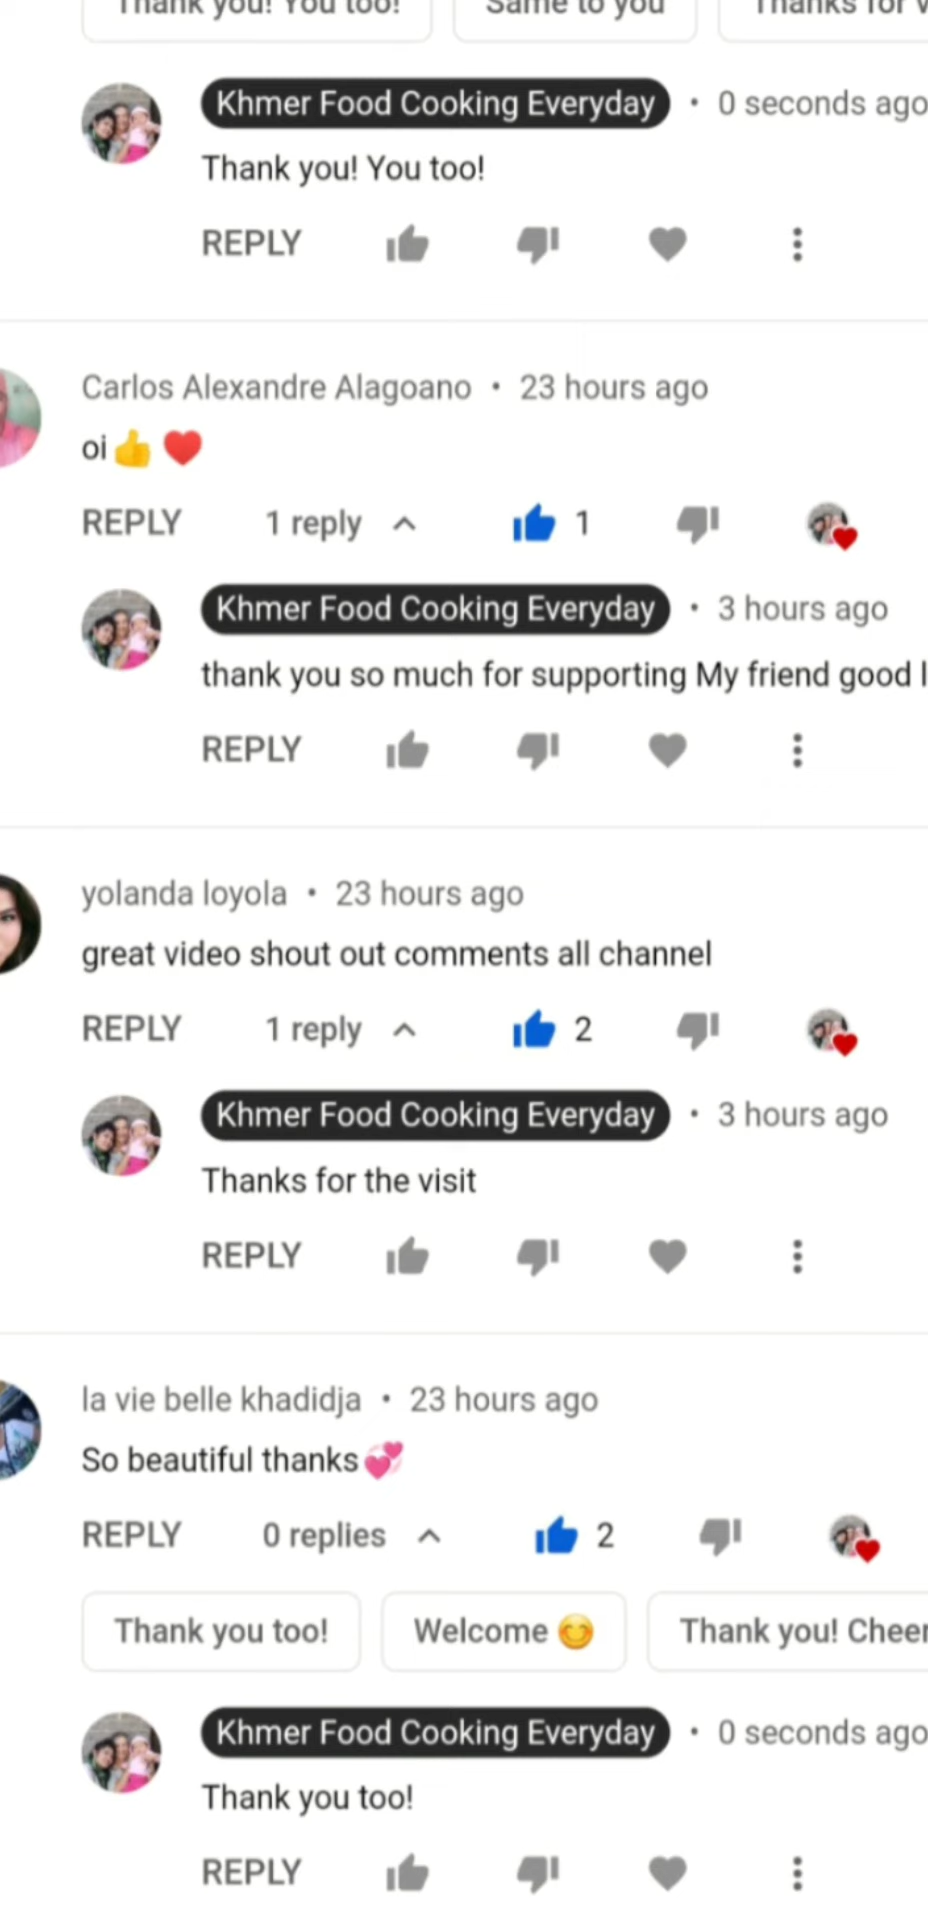 Thank you! You too!
Same to you
Thanks for
Khmer Food Cooking Everyday • 0 seconds ago
Thank you! You too!
REPLY
Carlos Alexandre Alagoano • 23 hours ago
oi👍❤️
REPLY 1 reply 1
Khmer Food Cooking Everyday • 3 hours ago
thank you so much for supporting My friend good
REPLY
yolanda loyola • 23 hours ago
great video shout out comments all channel
REPLY 1 reply 2
Khmer Food Cooking Everyday • 3 hours ago
Thanks for the visit
REPLY
la vie belle khadidja • 23 hours ago
So beautiful thanks💞
REPLY 0 replies 2
Thank you too!
Welcome 😊
Thank you! Cheer
Khmer Food Cooking Everyday • 0 seconds ago
Thank you too!
REPLY